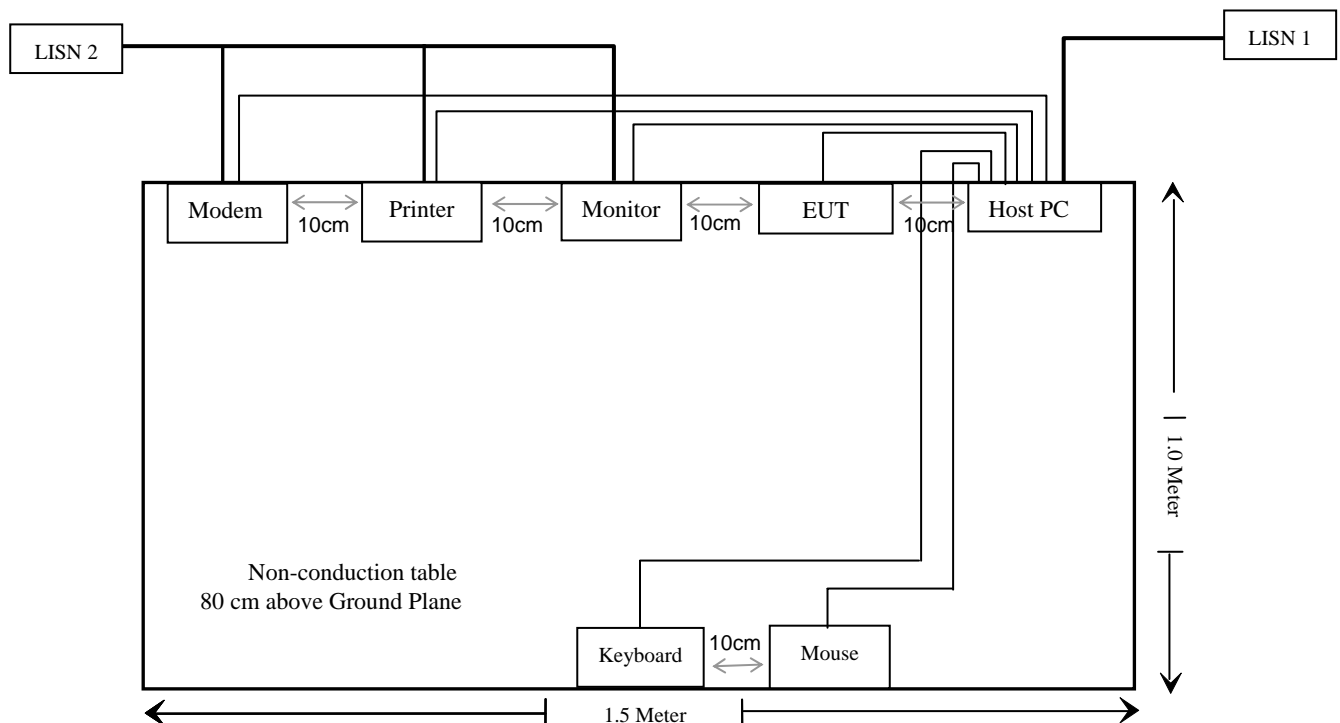 LISN 2
LISN 1
Modem
10cm
Printer
10cm
Monitor
10cm
EUT
10cm
Host PC
1.0 Meter
Non-conduction table
80 cm above Ground Plane
Keyboard
10cm
Mouse
1.5 Meter